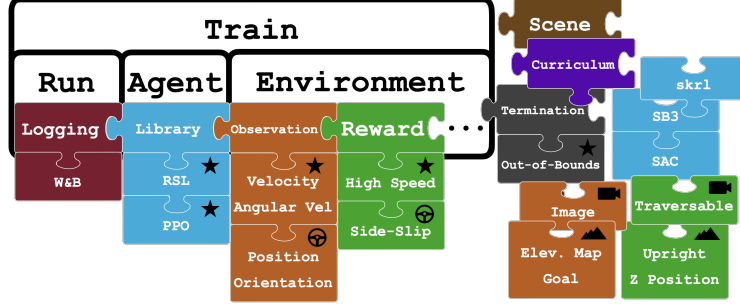 Train
Run
Agent
Environment
Logging
Library
Observation
Reward
...
W&B
RSL
PPO
Velocity
Angular Vel
Position
Orientation
High Speed
Side-Slip
Scene
Curriculum
Termination
Out-of-Bounds
skrl
SB3
SAC
Image
Traversable
Elev. Map
Goal
Upright
Z Position